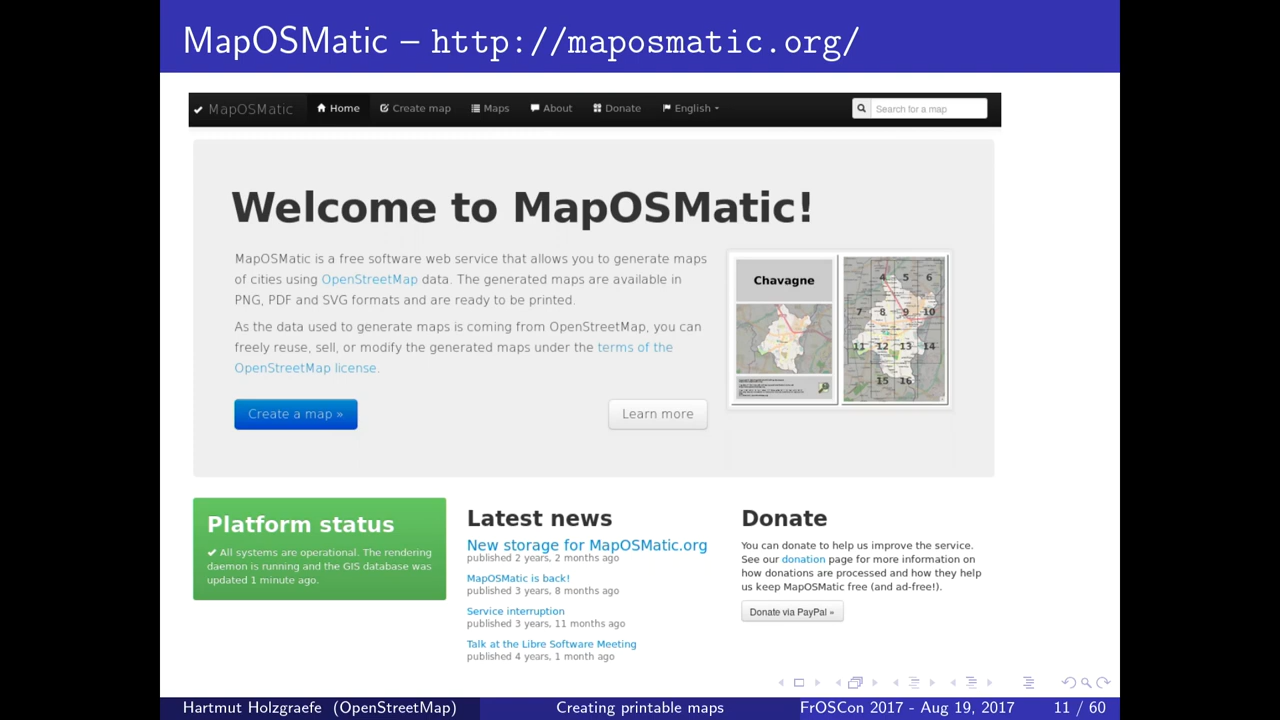 MapOSMatic – http://maposmatic.org/
MapOSMatic Home Create map Maps About Donate English Search for a map
Welcome to MapOSMatic!
MapOSMatic is a free software web service that allows you to generate maps
of cities using OpenStreetMap data. The generated maps are available in
PNG, PDF and SVG formats and are ready to be printed.
As the data used to generate maps is coming from OpenStreetMap, you can
freely reuse, sell, or modify the generated maps under the terms of the
OpenStreetMap license.
Create a map »
Learn more
Chavagne
4 5 6
7 8 9 10
11 12 13 14
15 16
Platform status
All systems are operational. The rendering
daemon is running and the GIS database was
updated 1 minute ago.
Latest news
New storage for MapOSMatic.org
published 2 years, 2 months ago
MapOSMatic is back!
published 3 years, 8 months ago
Service interruption
published 3 years, 11 months ago
Talk at the Libre Software Meeting
published 4 years, 1 month ago
Donate
You can donate to help us improve the service.
See our donation page for more information on
how donations are processed and how they help
us keep MapOSMatic free (and ad-free!).
Donate via PayPal »
Hartmut Holzgraefe (OpenStreetMap) Creating printable maps FrOSCon 2017 - Aug 19, 2017 11 / 60